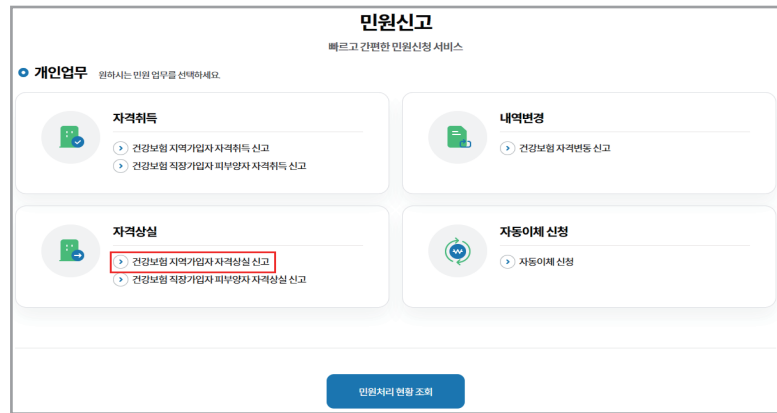 민원신고
빠르고 간편한 민원신청 서비스
개인업무 원하시는 민원 업무를 선택하세요.
자격취득
건강보험 지역가입자 자격취득 신고
건강보험 직장가입자 피부양자 자격취득 신고
내역변경
건강보험 자격변동 신고
자격상실
건강보험 지역가입자 자격상실 신고
건강보험 직장가입자 피부양자 자격상실 신고
자동이체 신청
자동이체 신청
민원처리 현황 조회